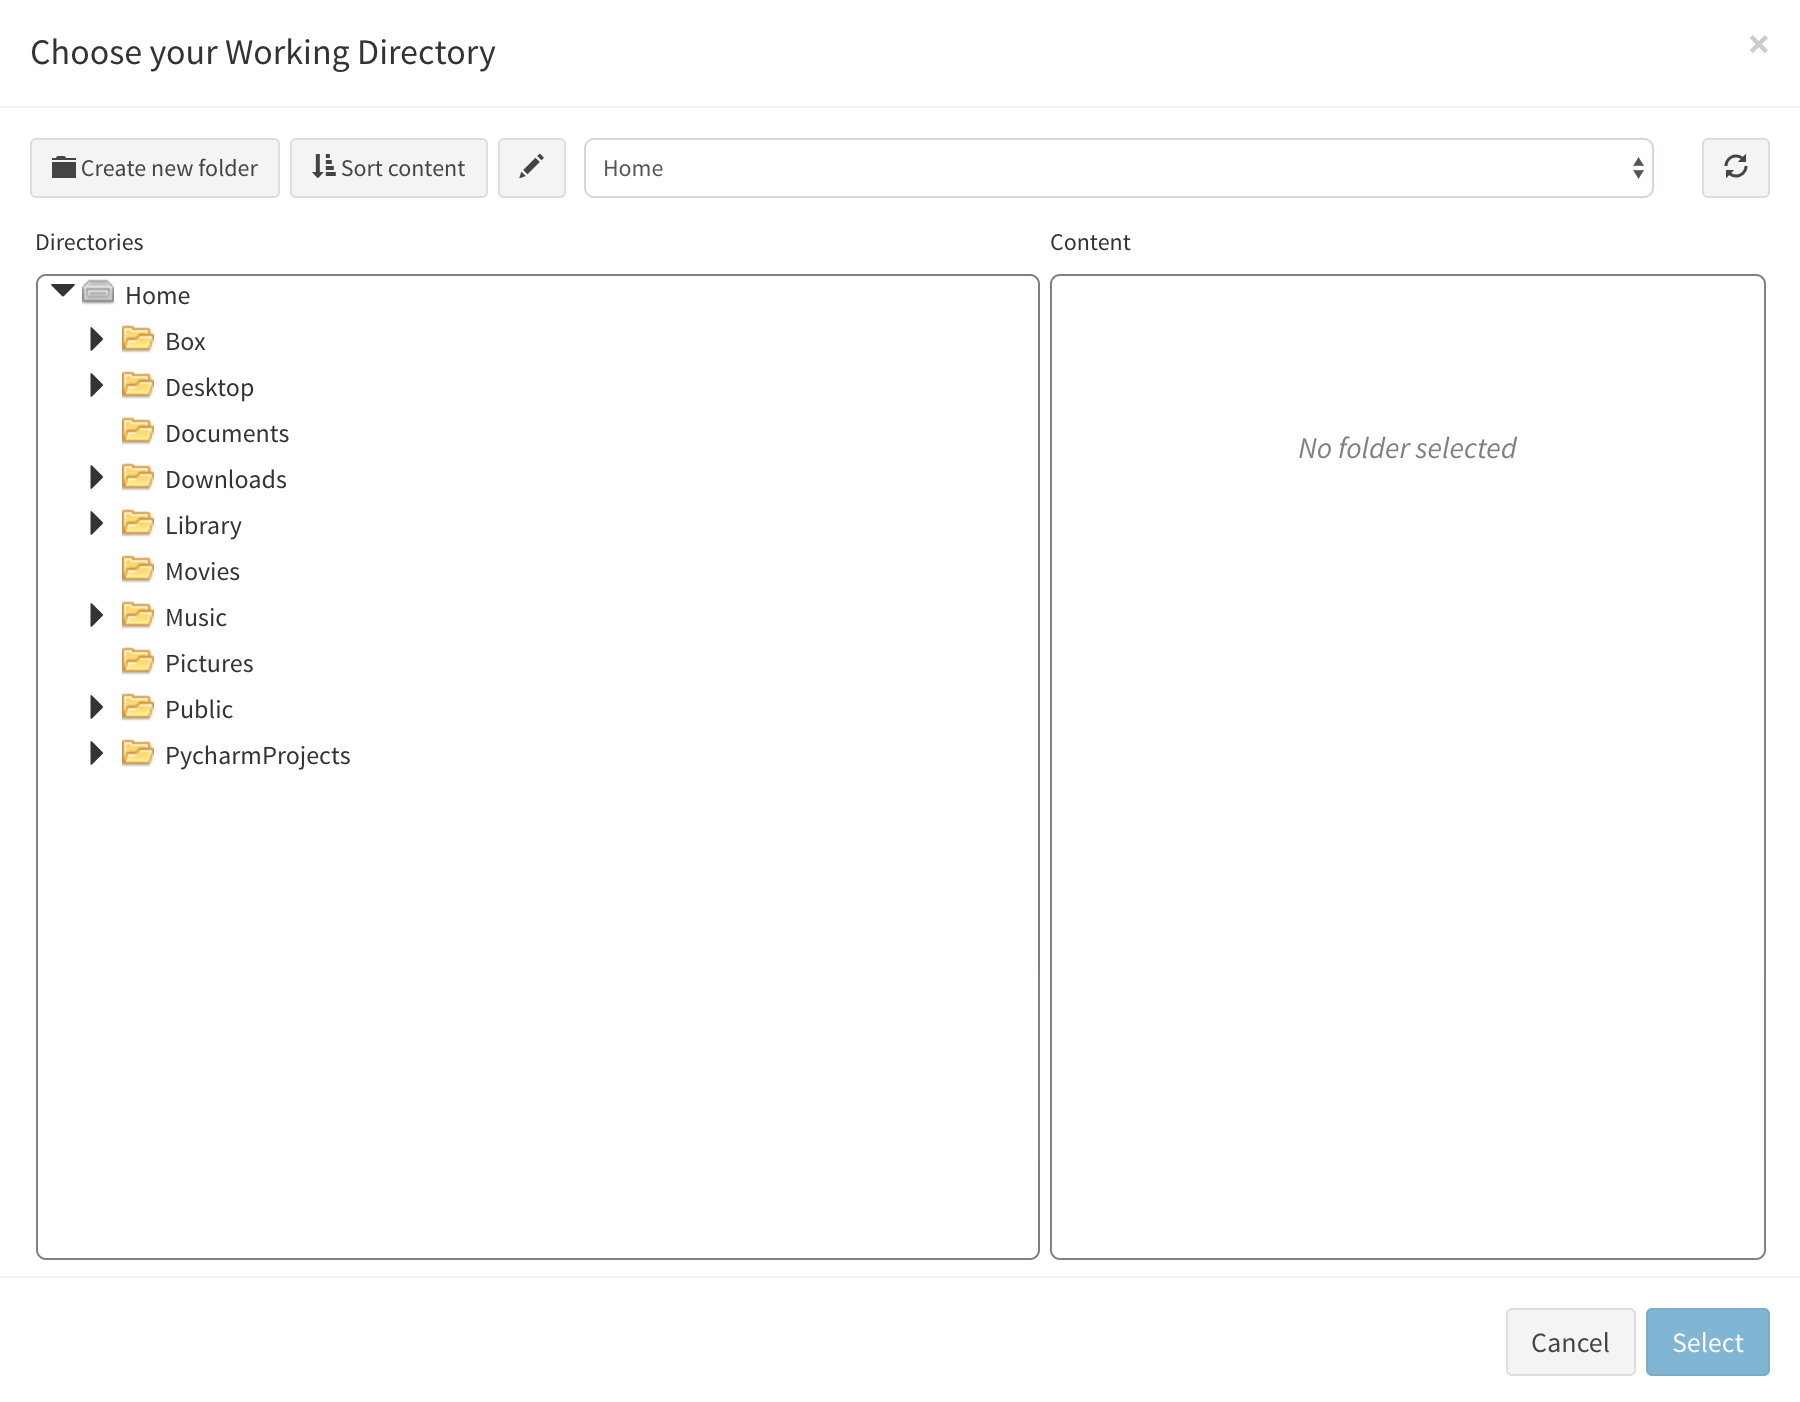 Choose your Working Directory
×
Create new folder
Sort content
Home
Directories
Content
Home
Box
Desktop
Documents
Downloads
Library
Movies
Music
Pictures
Public
PycharmProjects
No folder selected
Cancel
Select